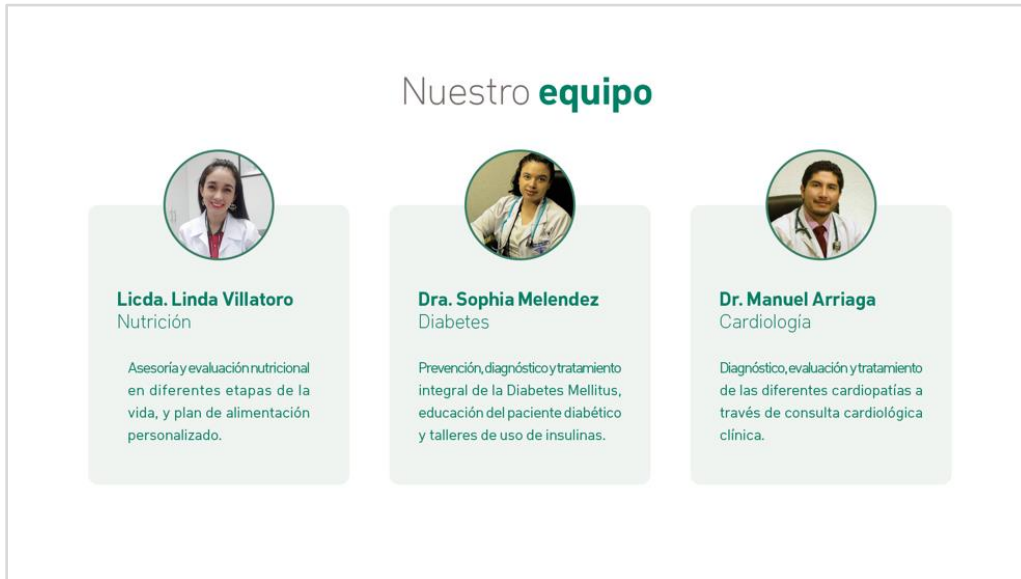 Nuestro equipo
Licda. Linda Villatoro
Nutrición
Asesoría y evaluación nutricional
en diferentes etapas de la
vida, y plan de alimentación
personalizado.
Dra. Sophia Melendez
Diabetes
Prevención, diagnóstico y tratamiento
integral de la Diabetes Mellitus,
educación del paciente diabético
y talleres de uso de insulinas.
Dr. Manuel Arriaga
Cardiología
Diagnóstico, evaluación y tratamiento
de las diferentes cardiopatías a
través de consulta cardiológica
clínica.